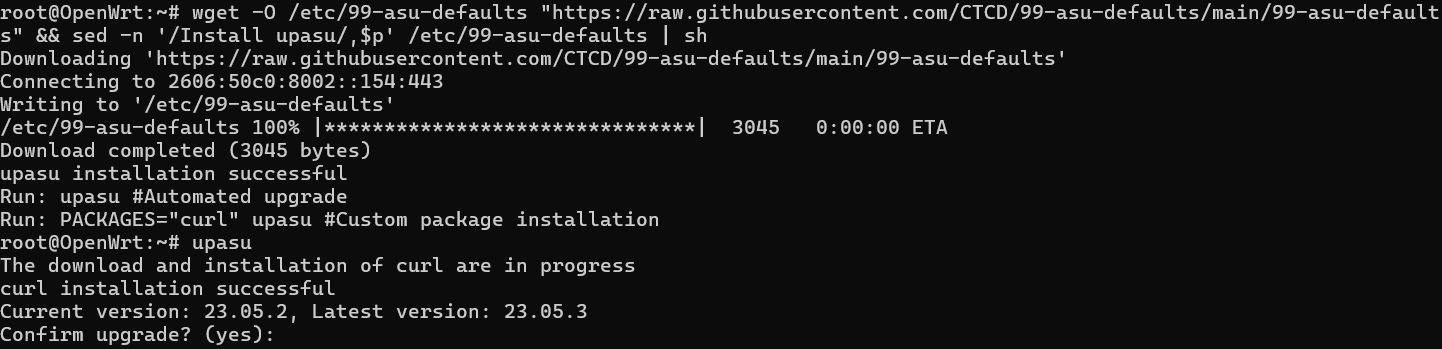 root@OpenWrt:~# wget -O /etc/99-asu-defaults "https://raw.githubusercontent.com/CTCD/99-asu-defaults/main/99-asu-default
s" && sed -n '/Install upasu/,$p' /etc/99-asu-defaults | sh
Downloading 'https://raw.githubusercontent.com/CTCD/99-asu-defaults/main/99-asu-defaults'
Connecting to 2606:50c0:8002::154:443
Writing to '/etc/99-asu-defaults'
/etc/99-asu-defaults 100% |*******************************|  3045   0:00:00 ETA
Download completed (3045 bytes)
upasu installation successful
Run: upasu #Automated upgrade
Run: PACKAGES="curl" upasu #Custom package installation
root@OpenWrt:~# upasu
The download and installation of curl are in progress
curl installation successful
Current version: 23.05.2, Latest version: 23.05.3
Confirm upgrade? (yes):